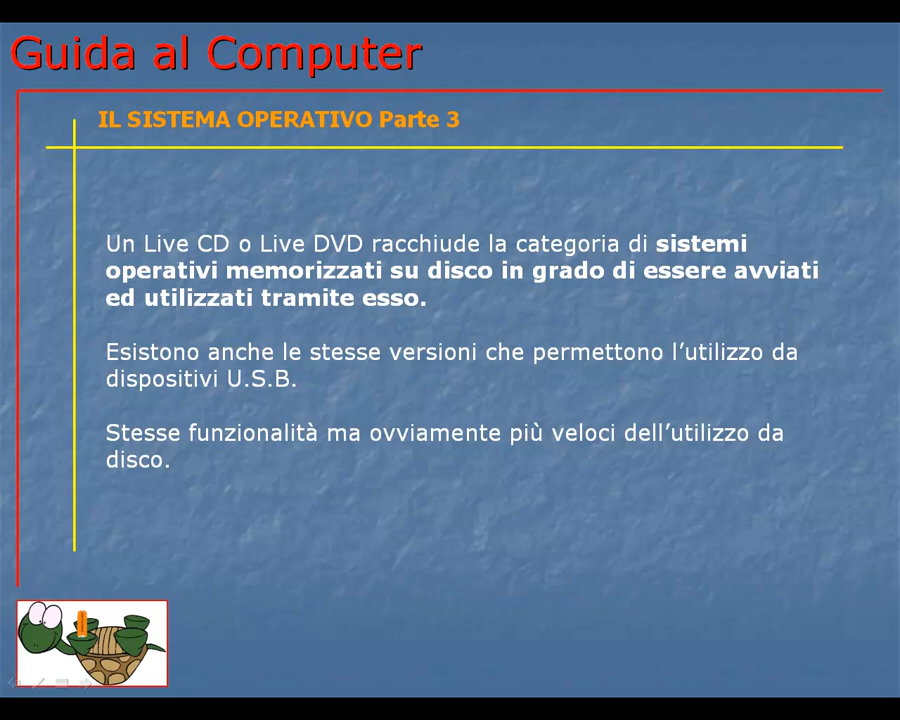 Guida al Computer
IL SISTEMA OPERATIVO Parte 3
Un Live CD o Live DVD racchiude la categoria di sistemi
operativi memorizzati su disco in grado di essere avviati
ed utilizzati tramite esso.
Esistono anche le stesse versioni che permettono l’utilizzo da
dispositivi U.S.B.
Stesse funzionalità ma ovviamente più veloci dell’utilizzo da
disco.